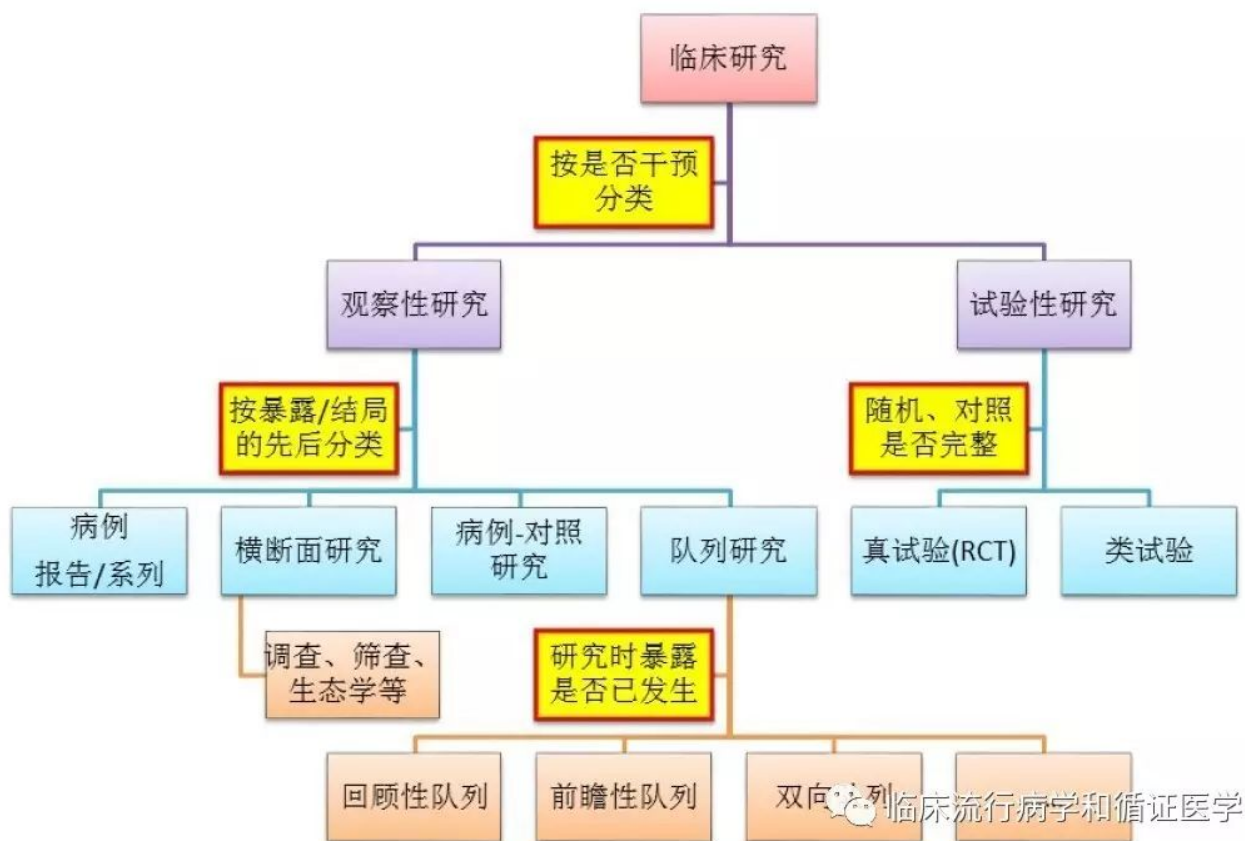 临床研究
按是否干预
分类
观察性研究
试验性研究
按暴露/结局
的先后分类
随机、对照
是否完整
病例
报告/系列
横断面研究
病例-对照
研究
队列研究
真试验(RCT)
类试验
调查、筛查、
生态学等
研究时暴露
是否已发生
回顾性队列
前瞻性队列
双向 列
临床流行病学和循证医学